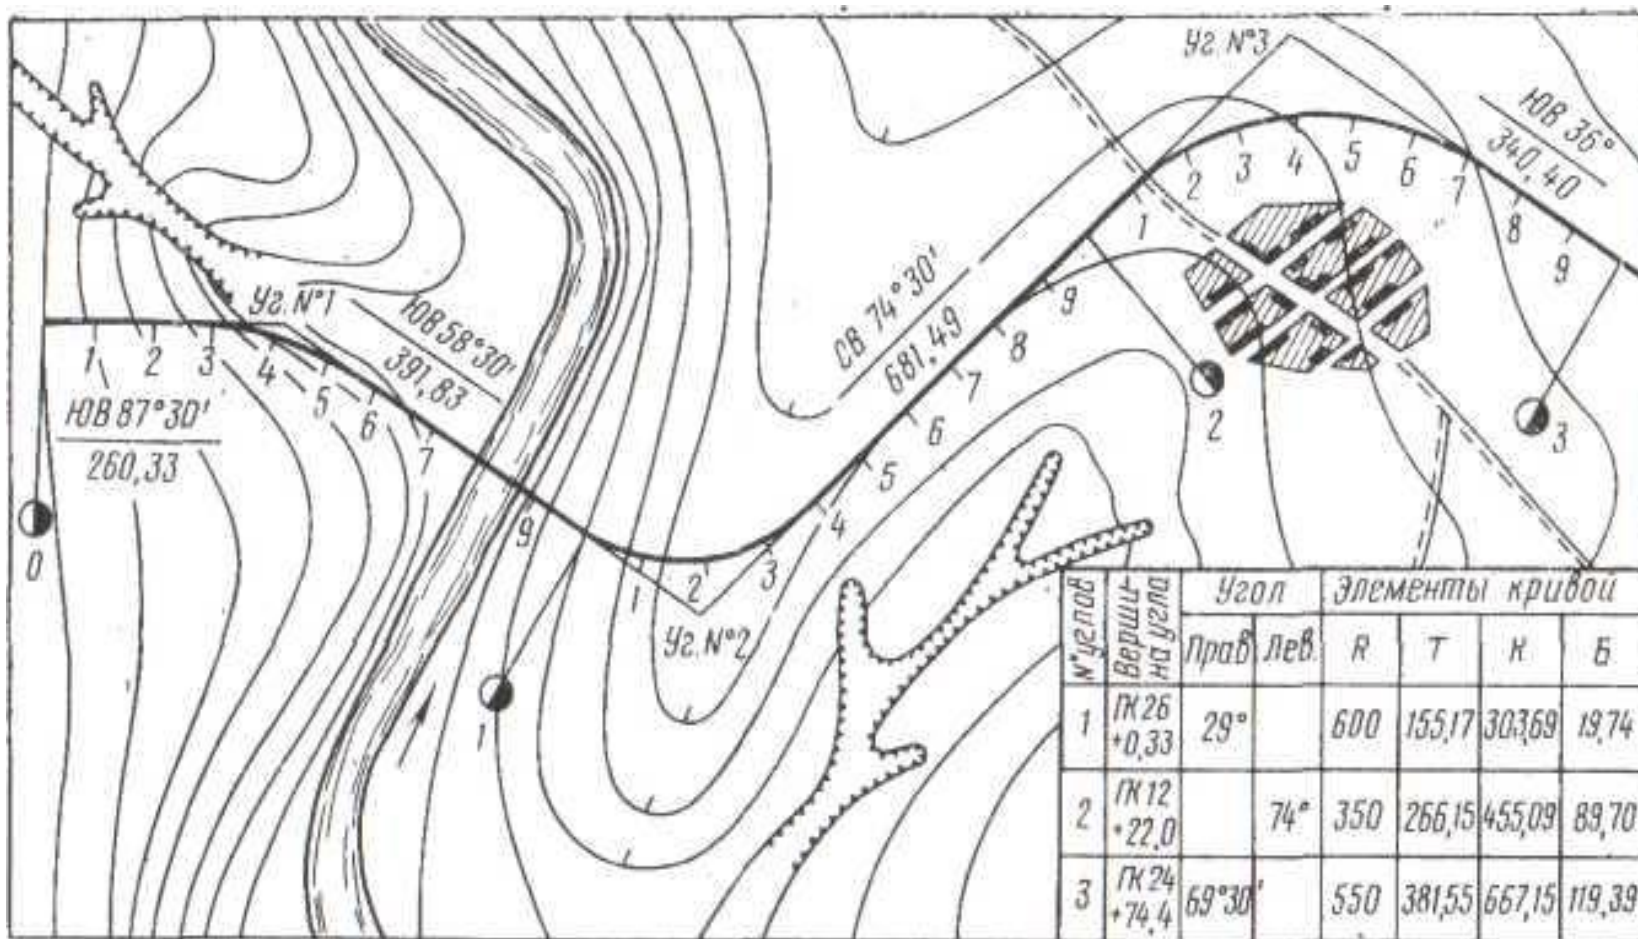 Уг. №3
ЮВ 36°
340,40
Уг. №1
ЮВ 58°30'
391,83
СВ 74°30'
681,49
ЮВ 87°30'
260,33
1 2 3 4 5 6 7 9
1 2 3 4 5 6 7 8 9
1 2 3 4 5 6 7 8 9
0
1
2
3
Уг. №2
№ углов
Верши-
на угла
Угол
Элементы кривой
Прав. Лев. R Т К Б
1 ПК 26 +0,33 29° 600 155,17 303,69 19,74
2 ПК 12 +22,0 74° 350 266,15 455,09 89,70
3 ПК 24 +74,4 69°30' 550 381,55 667,15 119,39